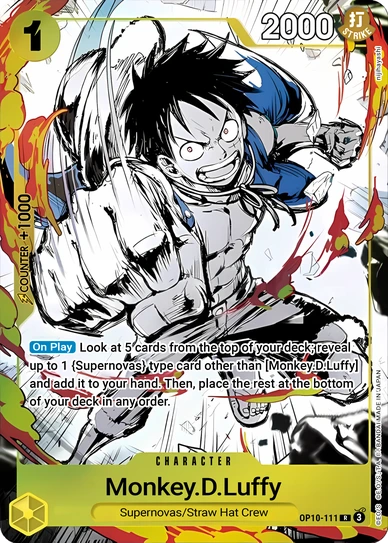 1
2000
打
STRIKE
COUNTER +1000
On Play Look at 5 cards from the top of your deck; reveal
up to 1 {Supernovas} type card other than [Monkey.D.Luffy]
and add it to your hand. Then, place the rest at the bottom
of your deck in any order.
CHARACTER
Monkey.D.Luffy
Supernovas/Straw Hat Crew
OP10-111 R 3